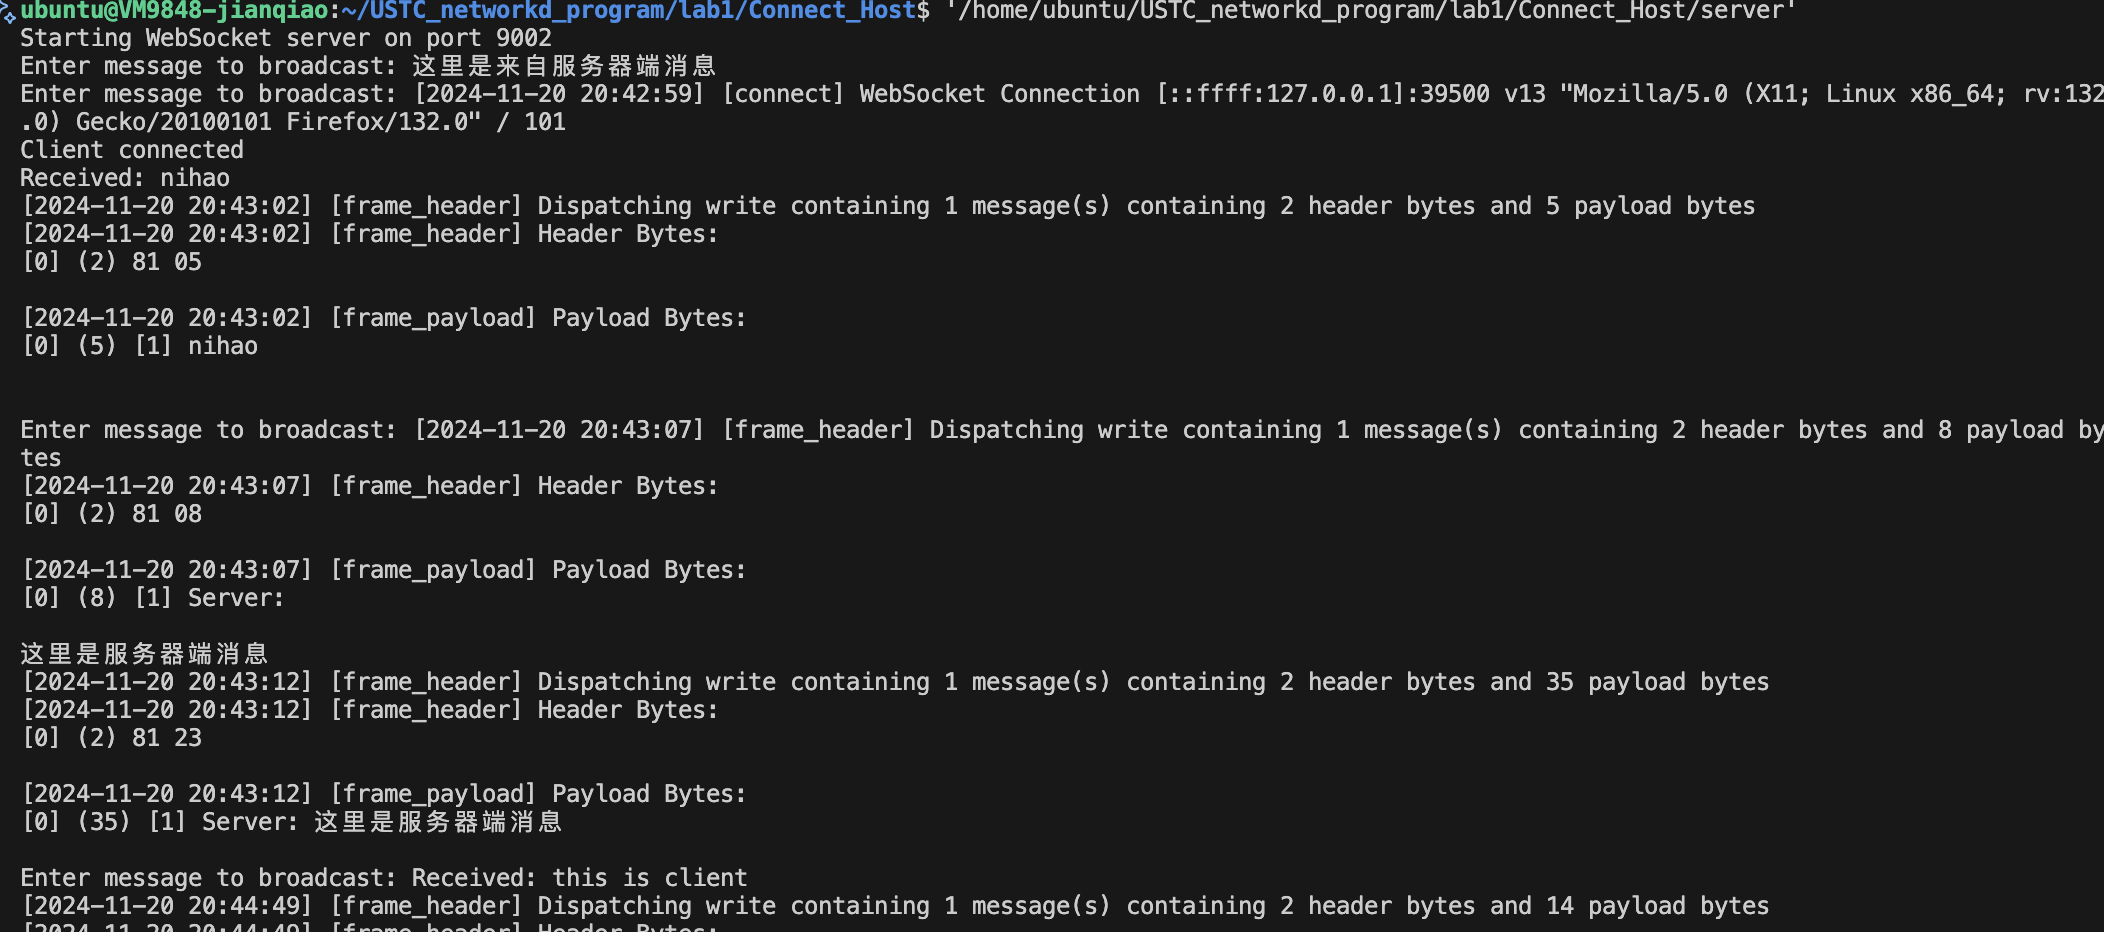 ubuntu@VM9848-jianqiao:~/USTC_networkd_program/lab1/Connect_Host$ '/home/ubuntu/USTC_networkd_program/lab1/Connect_Host/server'
Starting WebSocket server on port 9002
Enter message to broadcast: 这里是来自服务器端消息
Enter message to broadcast: [2024-11-20 20:42:59] [connect] WebSocket Connection [::ffff:127.0.0.1]:39500 v13 "Mozilla/5.0 (X11; Linux x86_64; rv:132
.0) Gecko/20100101 Firefox/132.0" / 101
Client connected
Received: nihao
[2024-11-20 20:43:02] [frame_header] Dispatching write containing 1 message(s) containing 2 header bytes and 5 payload bytes
[2024-11-20 20:43:02] [frame_header] Header Bytes:
[0] (2) 81 05
[2024-11-20 20:43:02] [frame_payload] Payload Bytes:
[0] (5) [1] nihao
Enter message to broadcast: [2024-11-20 20:43:07] [frame_header] Dispatching write containing 1 message(s) containing 2 header bytes and 8 payload by
tes
[2024-11-20 20:43:07] [frame_header] Header Bytes:
[0] (2) 81 08
[2024-11-20 20:43:07] [frame_payload] Payload Bytes:
[0] (8) [1] Server:
这里是服务器端消息
[2024-11-20 20:43:12] [frame_header] Dispatching write containing 1 message(s) containing 2 header bytes and 35 payload bytes
[2024-11-20 20:43:12] [frame_header] Header Bytes:
[0] (2) 81 23
[2024-11-20 20:43:12] [frame_payload] Payload Bytes:
[0] (35) [1] Server: 这里是服务器端消息
Enter message to broadcast: Received: this is client
[2024-11-20 20:44:49] [frame_header] Dispatching write containing 1 message(s) containing 2 header bytes and 14 payload bytes
[2024-11-20 20:44:49] [frame_header] Header Bytes: